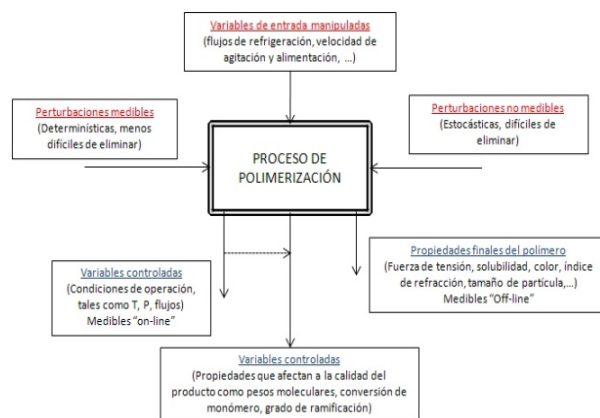 Variables de entrada manipuladas
(flujos de refrigeración, velocidad de
agitación y alimentación, ...)
Perturbaciones medibles
(Determinísticas, menos
difíciles de eliminar)
Perturbaciones no medibles
(Estocásticas, difíciles de
eliminar)
PROCESO DE
POLIMERIZACIÓN
Variables controladas
(Condiciones de operación,
tales como T, P, flujos)
Medibles "on-line"
Propiedades finales del polímero
(Fuerza de tensión, solubilidad, color, índice
de refracción, tamaño de partícula,...)
Medibles "Off-line"
Variables controladas
(Propiedades que afectan a la calidad del
producto como pesos moleculares, conversión de
monómero, grado de ramificación)